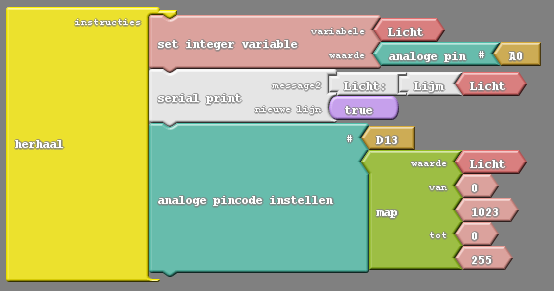 instructies
variabele Licht
set integer variable
waarde analoge pin # A0
message2 Licht: Lijm Licht
serial print
nieuwe lijn true
# D13
herhaal
waarde Licht
van 0
analoge pincode instellen
map 1023
tot 0
255